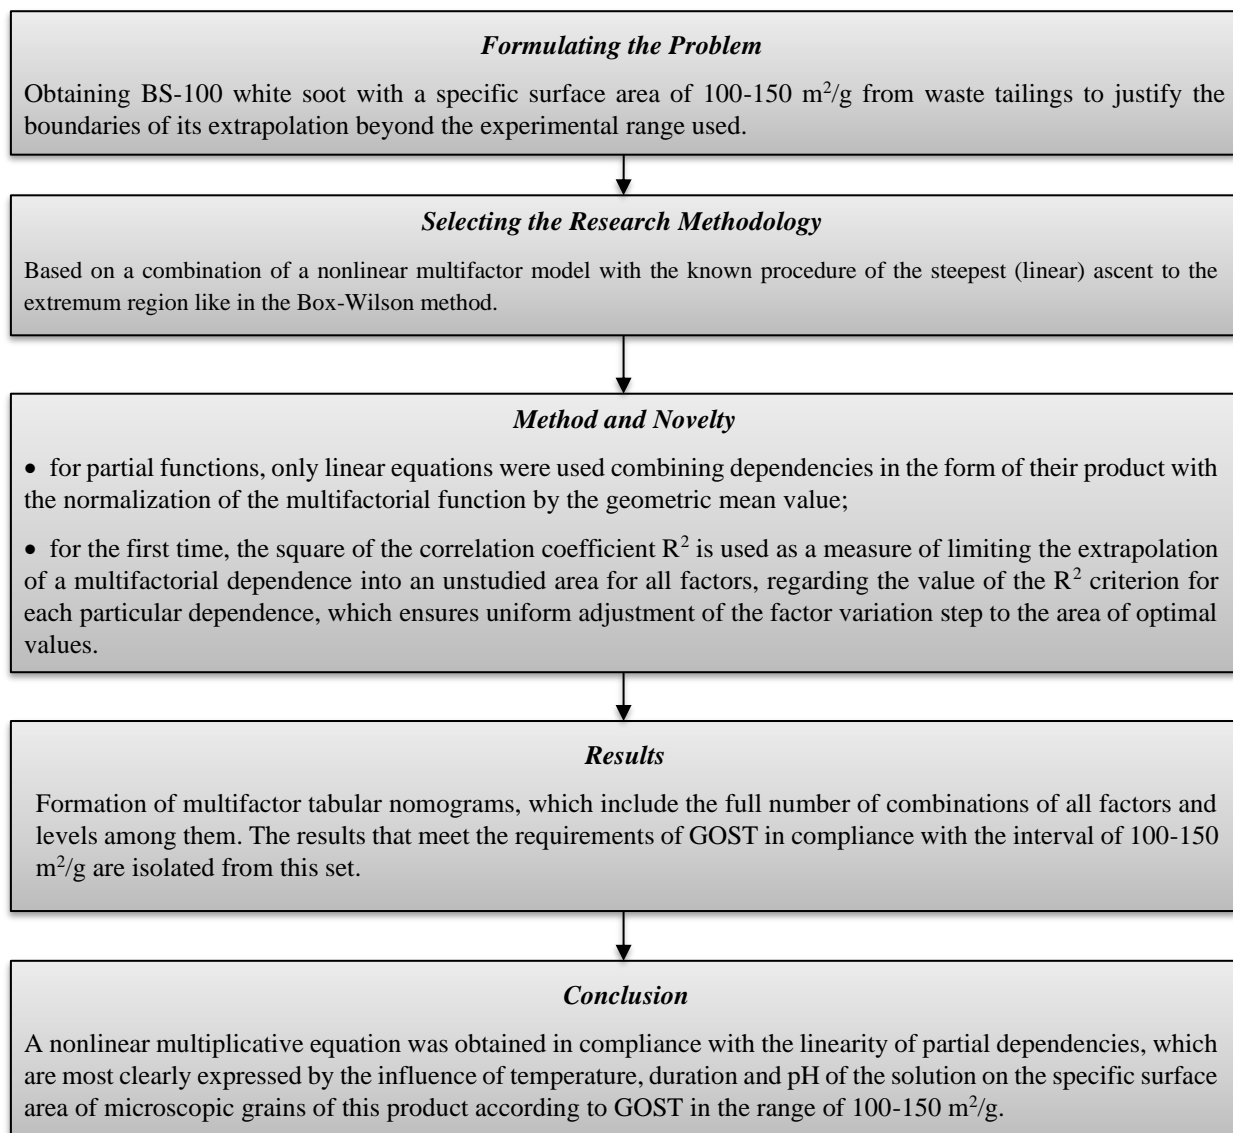 Formulating the Problem
Obtaining BS-100 white soot with a specific surface area of 100-150 m²/g from waste tailings to justify the
boundaries of its extrapolation beyond the experimental range used.
Selecting the Research Methodology
Based on a combination of a nonlinear multifactor model with the known procedure of the steepest (linear) ascent to the
extremum region like in the Box-Wilson method.
Method and Novelty
• for partial functions, only linear equations were used combining dependencies in the form of their product with
the normalization of the multifactorial function by the geometric mean value;
• for the first time, the square of the correlation coefficient R² is used as a measure of limiting the extrapolation
of a multifactorial dependence into an unstudied area for all factors, regarding the value of the R² criterion for
each particular dependence, which ensures uniform adjustment of the factor variation step to the area of optimal
values.
Results
Formation of multifactor tabular nomograms, which include the full number of combinations of all factors and
levels among them. The results that meet the requirements of GOST in compliance with the interval of 100-150
m²/g are isolated from this set.
Conclusion
A nonlinear multiplicative equation was obtained in compliance with the linearity of partial dependencies, which
are most clearly expressed by the influence of temperature, duration and pH of the solution on the specific surface
area of microscopic grains of this product according to GOST in the range of 100-150 m²/g.